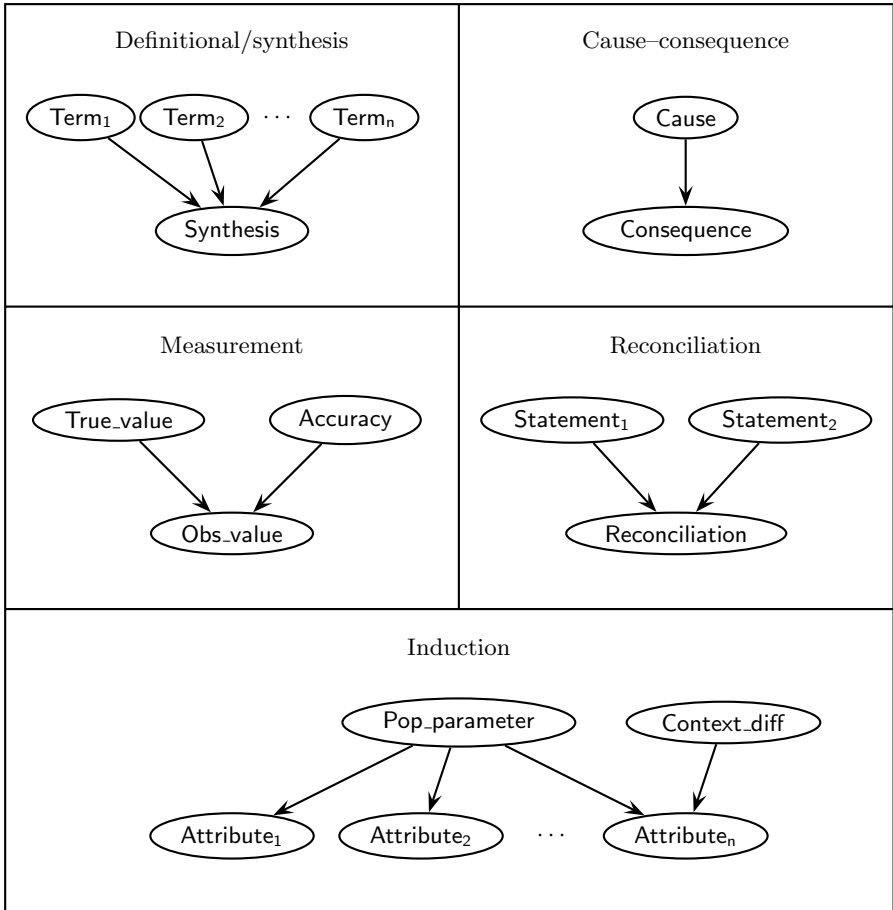 Definitional/synthesis
Term₁ Term₂ ··· Termₙ
Synthesis
Cause–consequence
Cause
Consequence
Measurement
True_value Accuracy
Obs_value
Reconciliation
Statement₁ Statement₂
Reconciliation
Induction
Pop_parameter Context_diff
Attribute₁ Attribute₂ ··· Attributeₙ